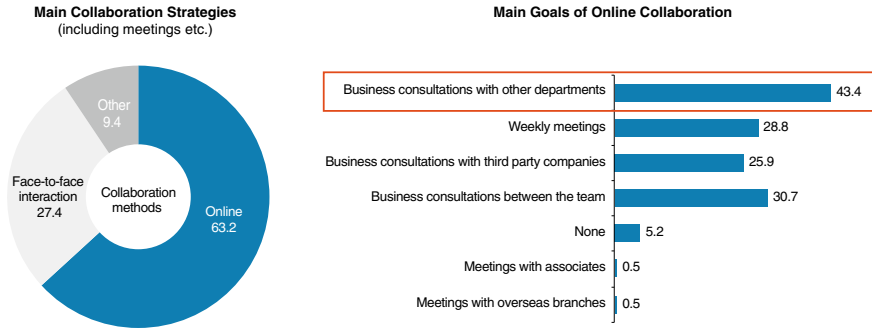 Main Collaboration Strategies
(including meetings etc.)
Other
9.4
Face-to-face
interaction
27.4
Collaboration
methods
Online
63.2
Main Goals of Online Collaboration
Business consultations with other departments 43.4
Weekly meetings 28.8
Business consultations with third party companies 25.9
Business consultations between the team 30.7
None 5.2
Meetings with associates 0.5
Meetings with overseas branches 0.5